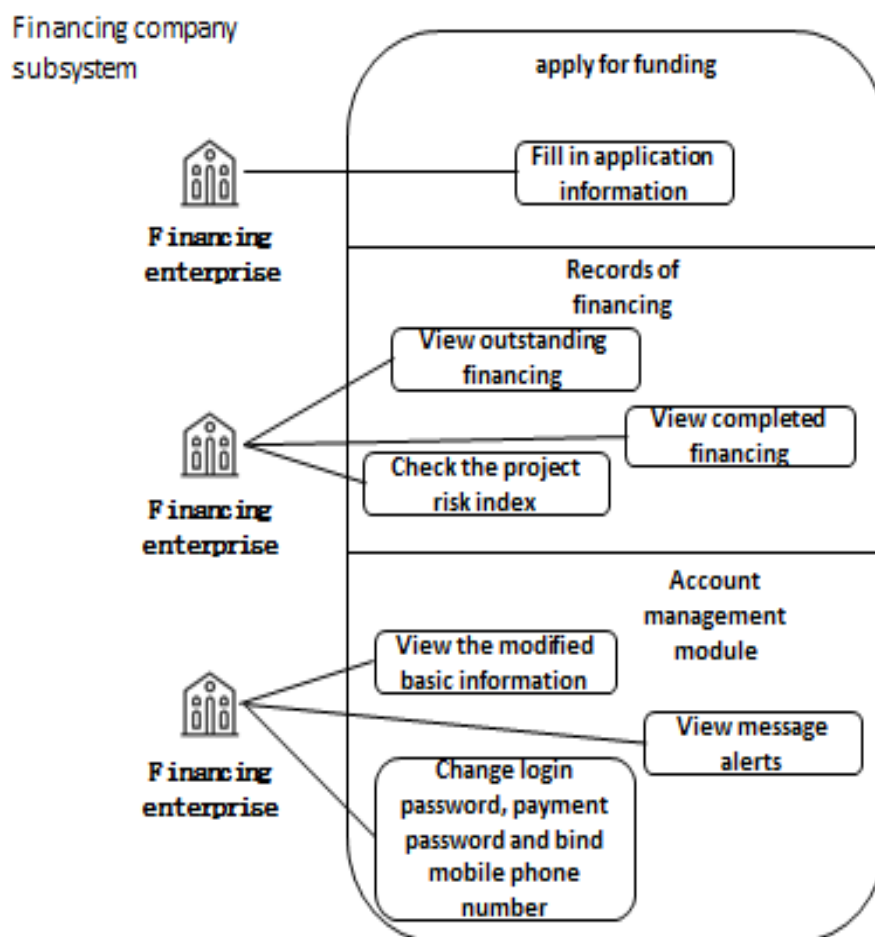 Financing company
subsystem
apply for funding
Fill in application
information
Financing
enterprise
Records of
financing
View outstanding
financing
View completed
financing
Check the project
risk index
Financing
enterprise
Account
management
module
View the modified
basic information
View message
alerts
Financing
enterprise
Change login
password, payment
password and bind
mobile phone
number